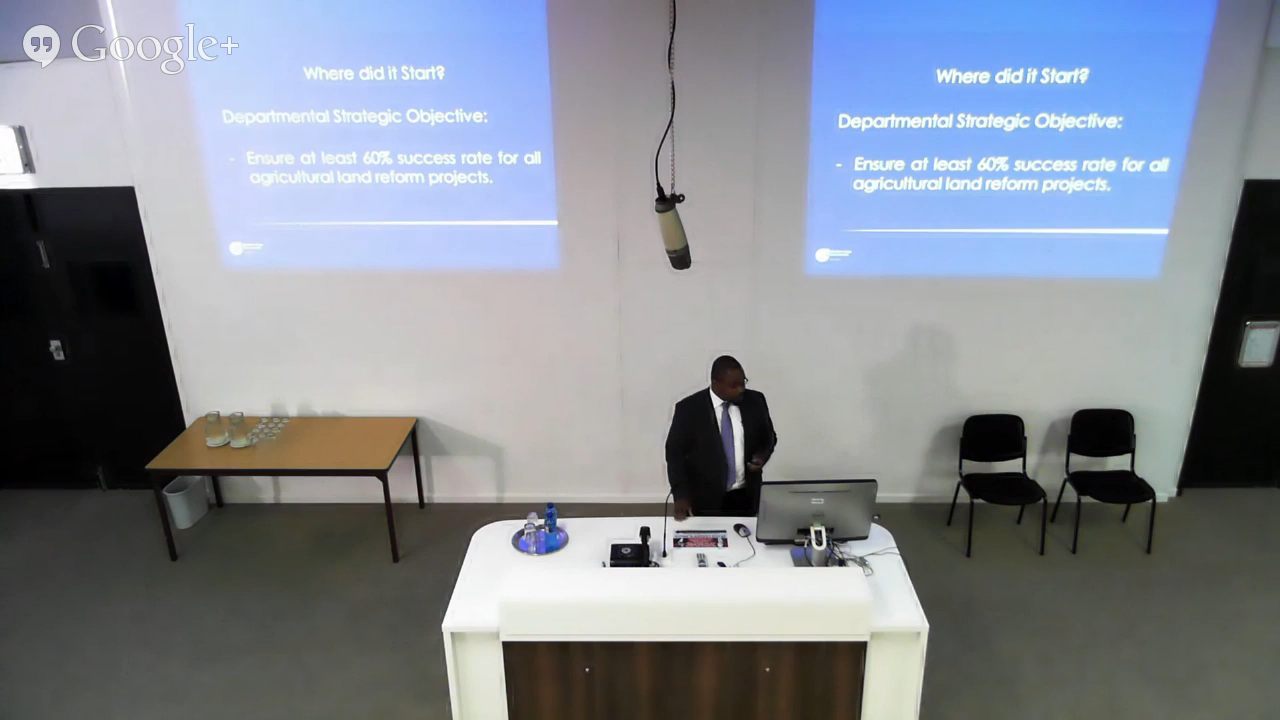 Google+
Where did it Start?
Departmental Strategic Objective:
- Ensure at least 60% success rate for all
agricultural land reform projects.
Where did it Start?
Departmental Strategic Objective:
- Ensure at least 60% success rate for all
agricultural land reform projects.